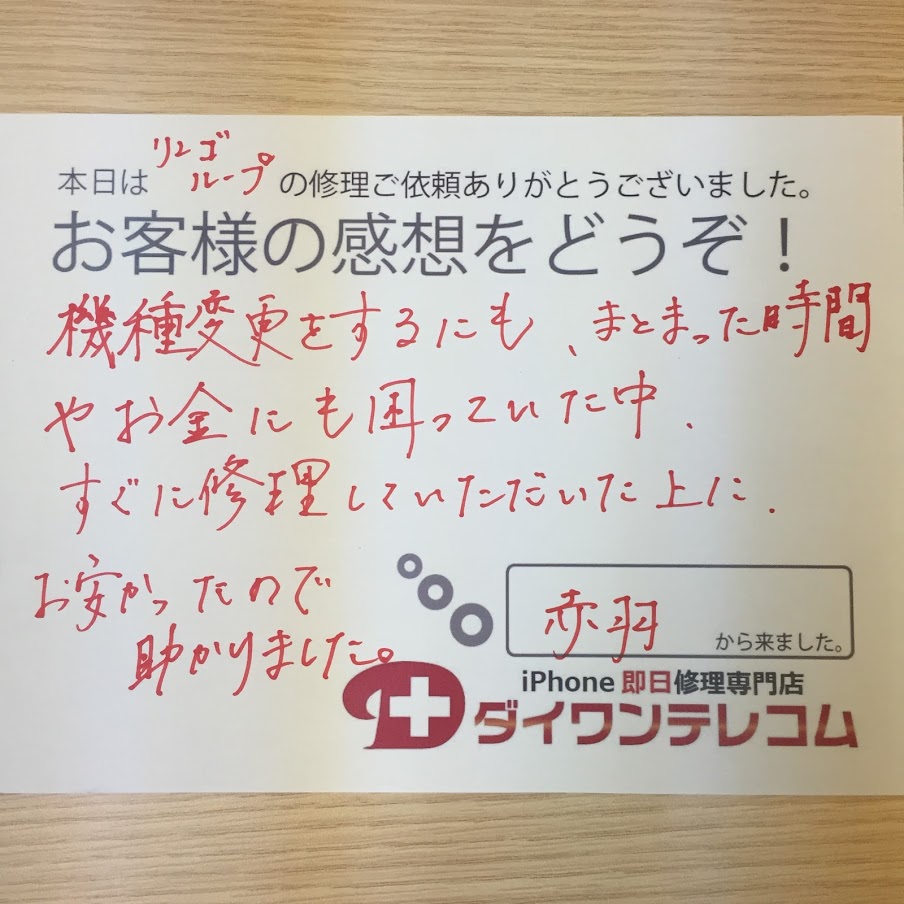 本日は リンゴループ の修理ご依頼ありがとうございました。
お客様の感想をどうぞ！
機種変更をするにも、まとまった時間
やお金にも困っていた中、
すぐに修理していただいた上に、
お安かったので
助かりました。
赤羽 から来ました。
iPhone 即日修理専門店
ダイワンテレコム